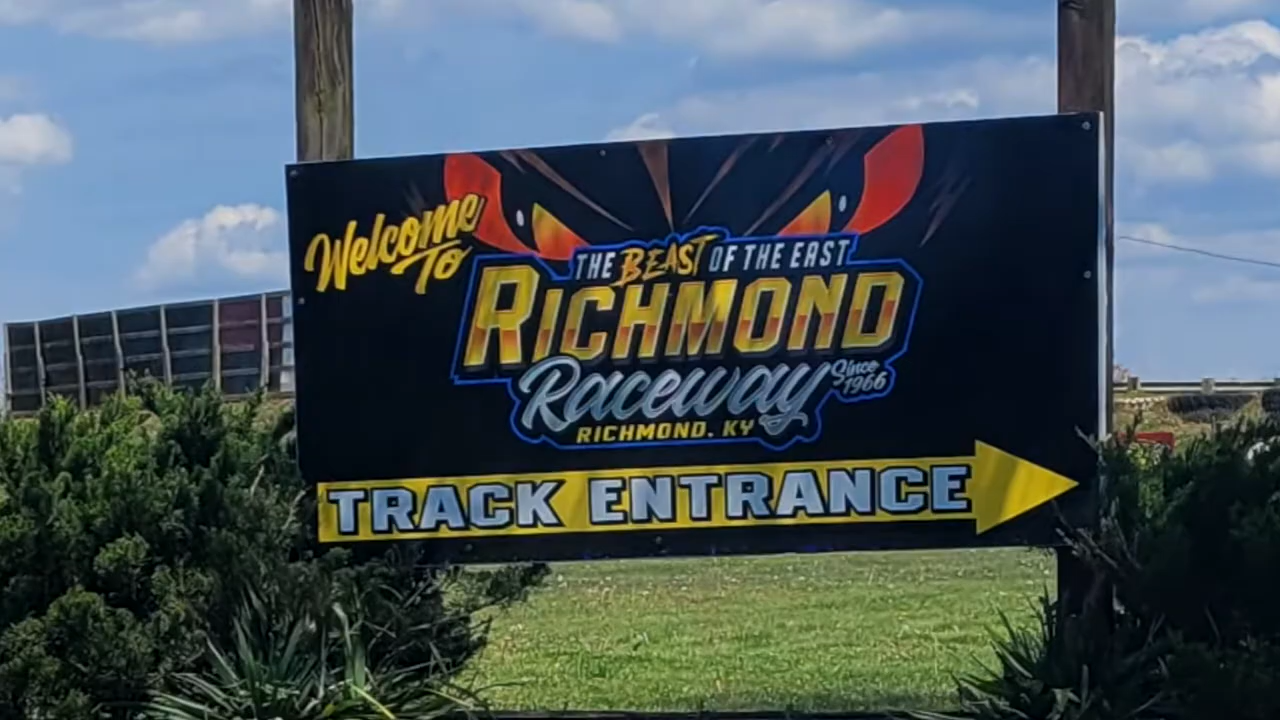 Welcome
To
THE BEAST OF THE EAST
RICHMOND
Raceway
Since
1966
RICHMOND, KY
TRACK ENTRANCE